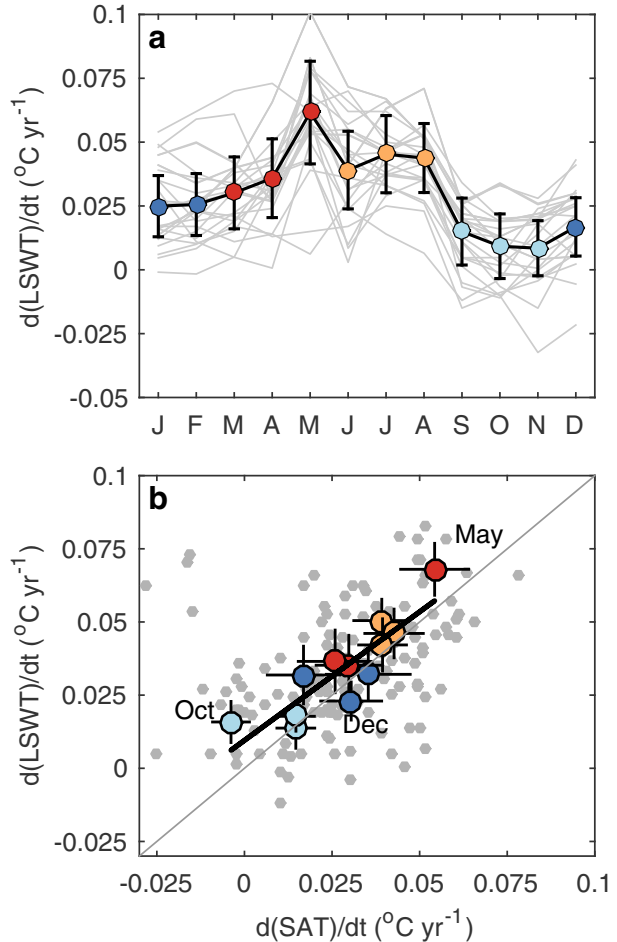 a
0.1
0.075
0.05
0.025
0
-0.025
-0.05
d(LSWT)/dt (°C yr⁻¹)
J F M A M J J A S O N D
b
0.1
0.075
0.05
0.025
0
-0.025
d(LSWT)/dt (°C yr⁻¹)
May
Oct
Dec
-0.025 0 0.025 0.05 0.075 0.1
d(SAT)/dt (°C yr⁻¹)